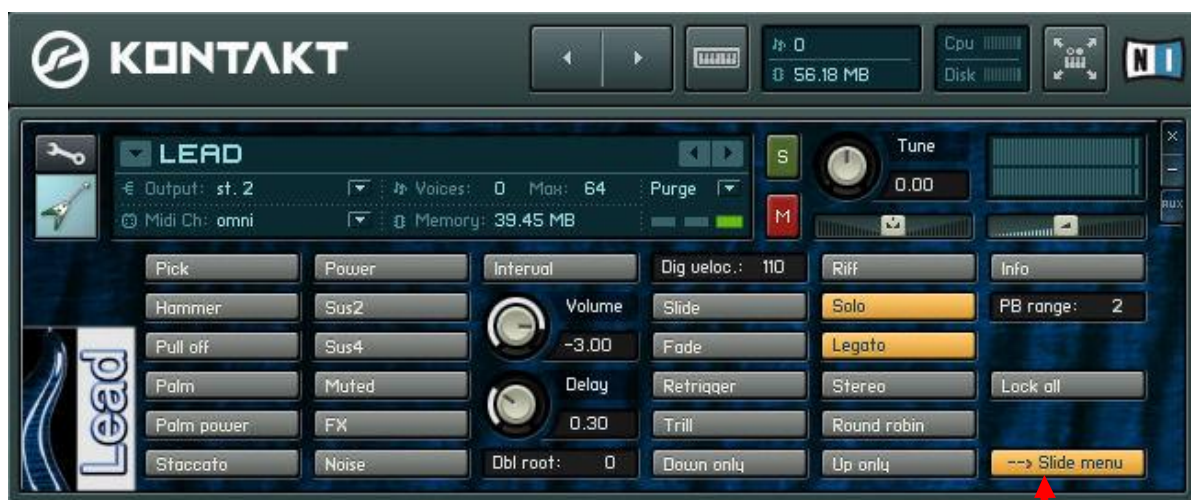 KONTAKT
0
56.18 MB
Cpu
Disk
NI
LEAD
S
Tune
Output: st. 2
Voices: 0 Max: 64
Purge
0.00
Midi Ch: omni
Memory: 39.45 MB
M
×
AUX
Pick Power Interval Dig veloc.: 110 Riff Info
Hammer Sus2 Volume Slide Solo PB range: 2
Pull off Sus4 -3.00 Fade Legato
Palm Muted Delay Retrigger Stereo Lock all
Palm power FX 0.30 Trill Round robin
Staccato Noise Dbl root: 0 Down only Up only --> Slide menu
Lead